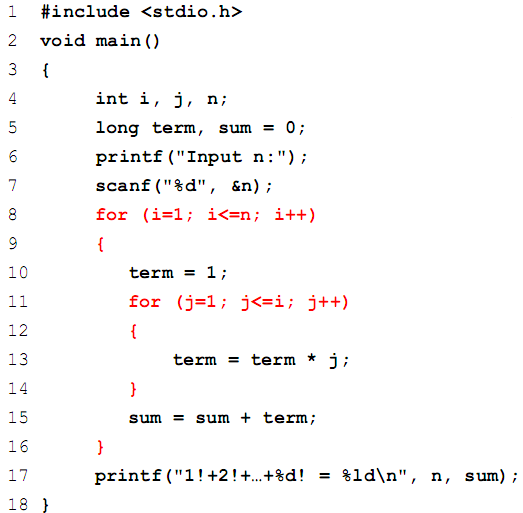 1 #include <stdio.h>
2 void main()
3 {
4 int i, j, n;
5 long term, sum = 0;
6 printf("Input n:");
7 scanf("%d", &n);
8 for (i=1; i<=n; i++)
9 {
10 term = 1;
11 for (j=1; j<=i; j++)
12 {
13 term = term * j;
14 }
15 sum = sum + term;
16 }
17 printf("1!+2!+…+%d! = %ld\n", n, sum);
18 }